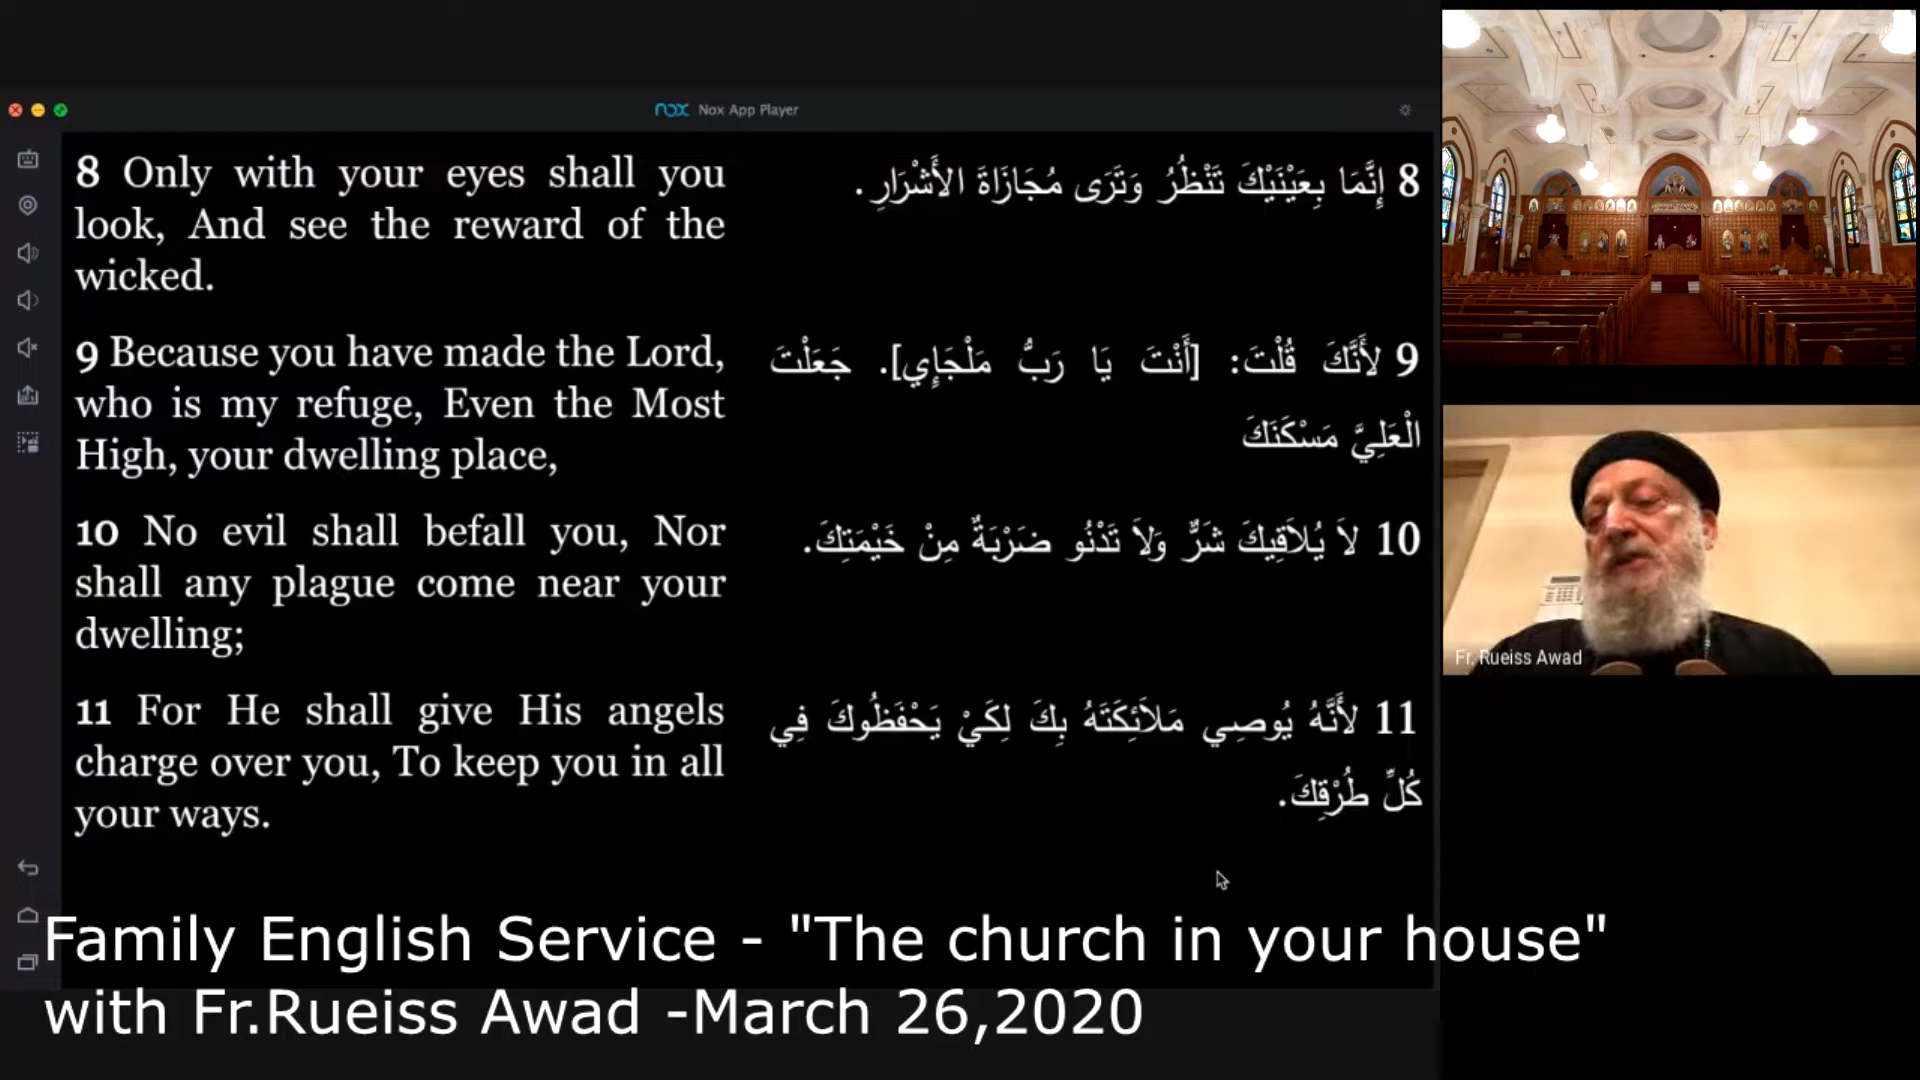 nox Nox App Player
8 Only with your eyes shall you
look, And see the reward of the
wicked.
8 إِنَّمَا بِعَيْنَيْكَ تَنْظُرُ وَتَرَى مُجَازَاةَ الأَشْرَارِ.
9 Because you have made the Lord,
who is my refuge, Even the Most
High, your dwelling place,
9 لأَنَّكَ قُلْتَ: [أَنْتَ يَا رَبُّ مَلْجَإِي]. جَعَلْتَ
الْعَلِيَّ مَسْكَنَكَ
10 No evil shall befall you, Nor
shall any plague come near your
dwelling;
10 لاَ يُلاَقِيكَ شَرٌّ وَلاَ تَدْنُو ضَرْبَةٌ مِنْ خَيْمَتِكَ.
11 For He shall give His angels
charge over you, To keep you in all
your ways.
11 لأَنَّهُ يُوصِي مَلاَئِكَتَهُ بِكَ لِكَيْ يَحْفَظُوكَ فِي
كُلِّ طُرْقِكَ.
Fr. Rueiss Awad
Family English Service - "The church in your house"
with Fr.Rueiss Awad -March 26,2020